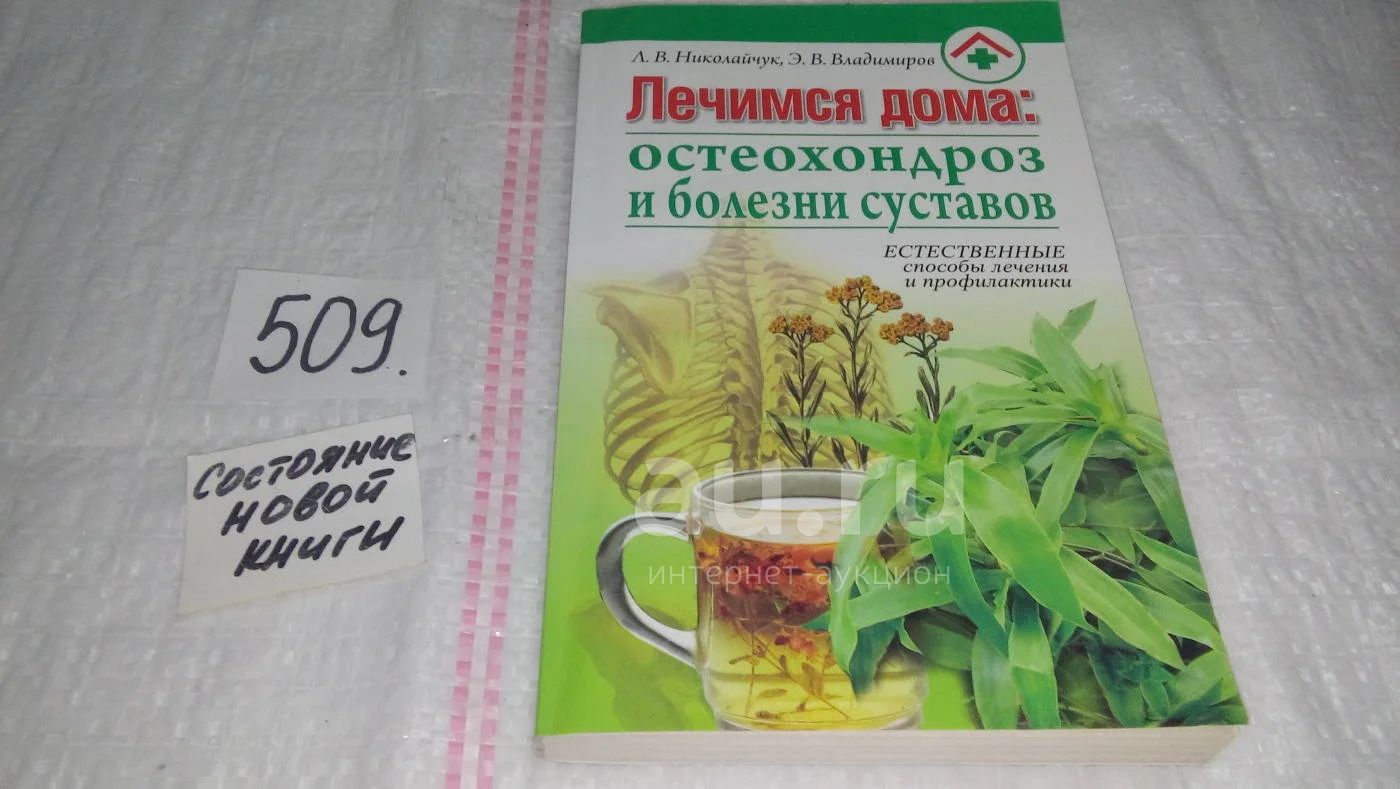 Л. В. Николайчук, Э. В. Владимиров
Лечимся дома:
остеохондроз
и болезни суставов
ЕСТЕСТВЕННЫЕ
способы лечения
и профилактики
509.
Состояние
новой
книги
au.ru
интернет-аукцион